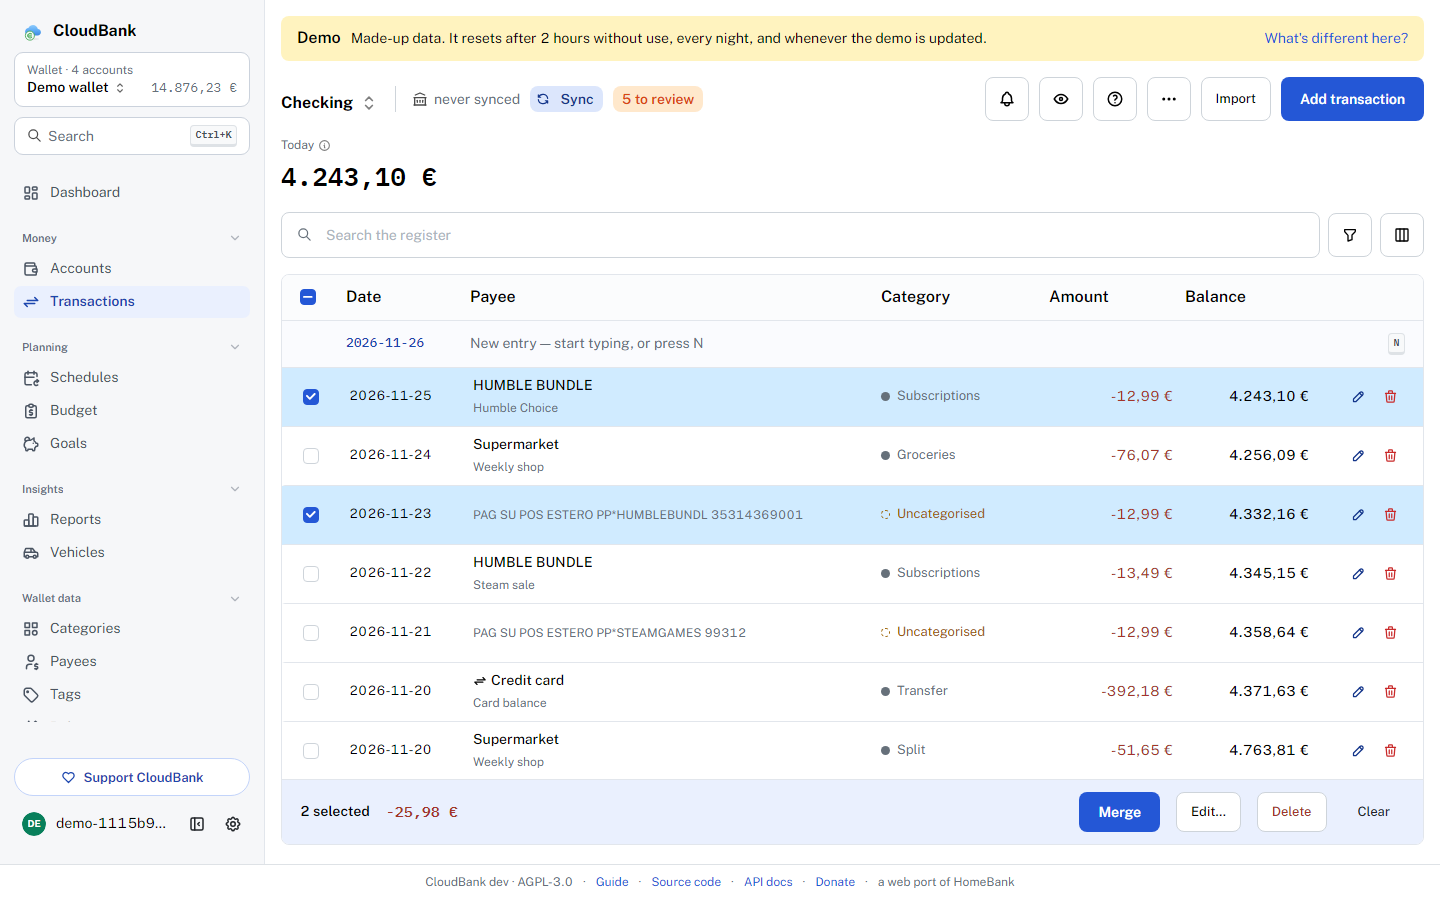 CloudBank
Wallet · 4 accounts
Demo wallet 14.876,23 €
Search Ctrl+K
Dashboard
Money
Accounts
Transactions
Planning
Schedules
Budget
Goals
Insights
Reports
Vehicles
Wallet data
Categories
Payees
Tags
Support CloudBank
DE demo-1115b9...
Demo Made-up data. It resets after 2 hours without use, every night, and whenever the demo is updated. What's different here?
Checking never synced Sync 5 to review Import Add transaction
Today
4.243,10 €
Search the register
Date Payee Category Amount Balance
2026-11-26 New entry — start typing, or press N N
2026-11-25 HUMBLE BUNDLE Subscriptions -12,99 € 4.243,10 €
Humble Choice
2026-11-24 Supermarket Groceries -76,07 € 4.256,09 €
Weekly shop
2026-11-23 PAG SU POS ESTERO PP*HUMBLEBUNDL 35314369001 Uncategorised -12,99 € 4.332,16 €
2026-11-22 HUMBLE BUNDLE Subscriptions -13,49 € 4.345,15 €
Steam sale
2026-11-21 PAG SU POS ESTERO PP*STEAMGAMES 99312 Uncategorised -12,99 € 4.358,64 €
2026-11-20 Credit card Transfer -392,18 € 4.371,63 €
Card balance
2026-11-20 Supermarket Split -51,65 € 4.763,81 €
Weekly shop
2 selected -25,98 € Merge Edit... Delete Clear
CloudBank dev · AGPL-3.0 · Guide · Source code · API docs · Donate · a web port of HomeBank